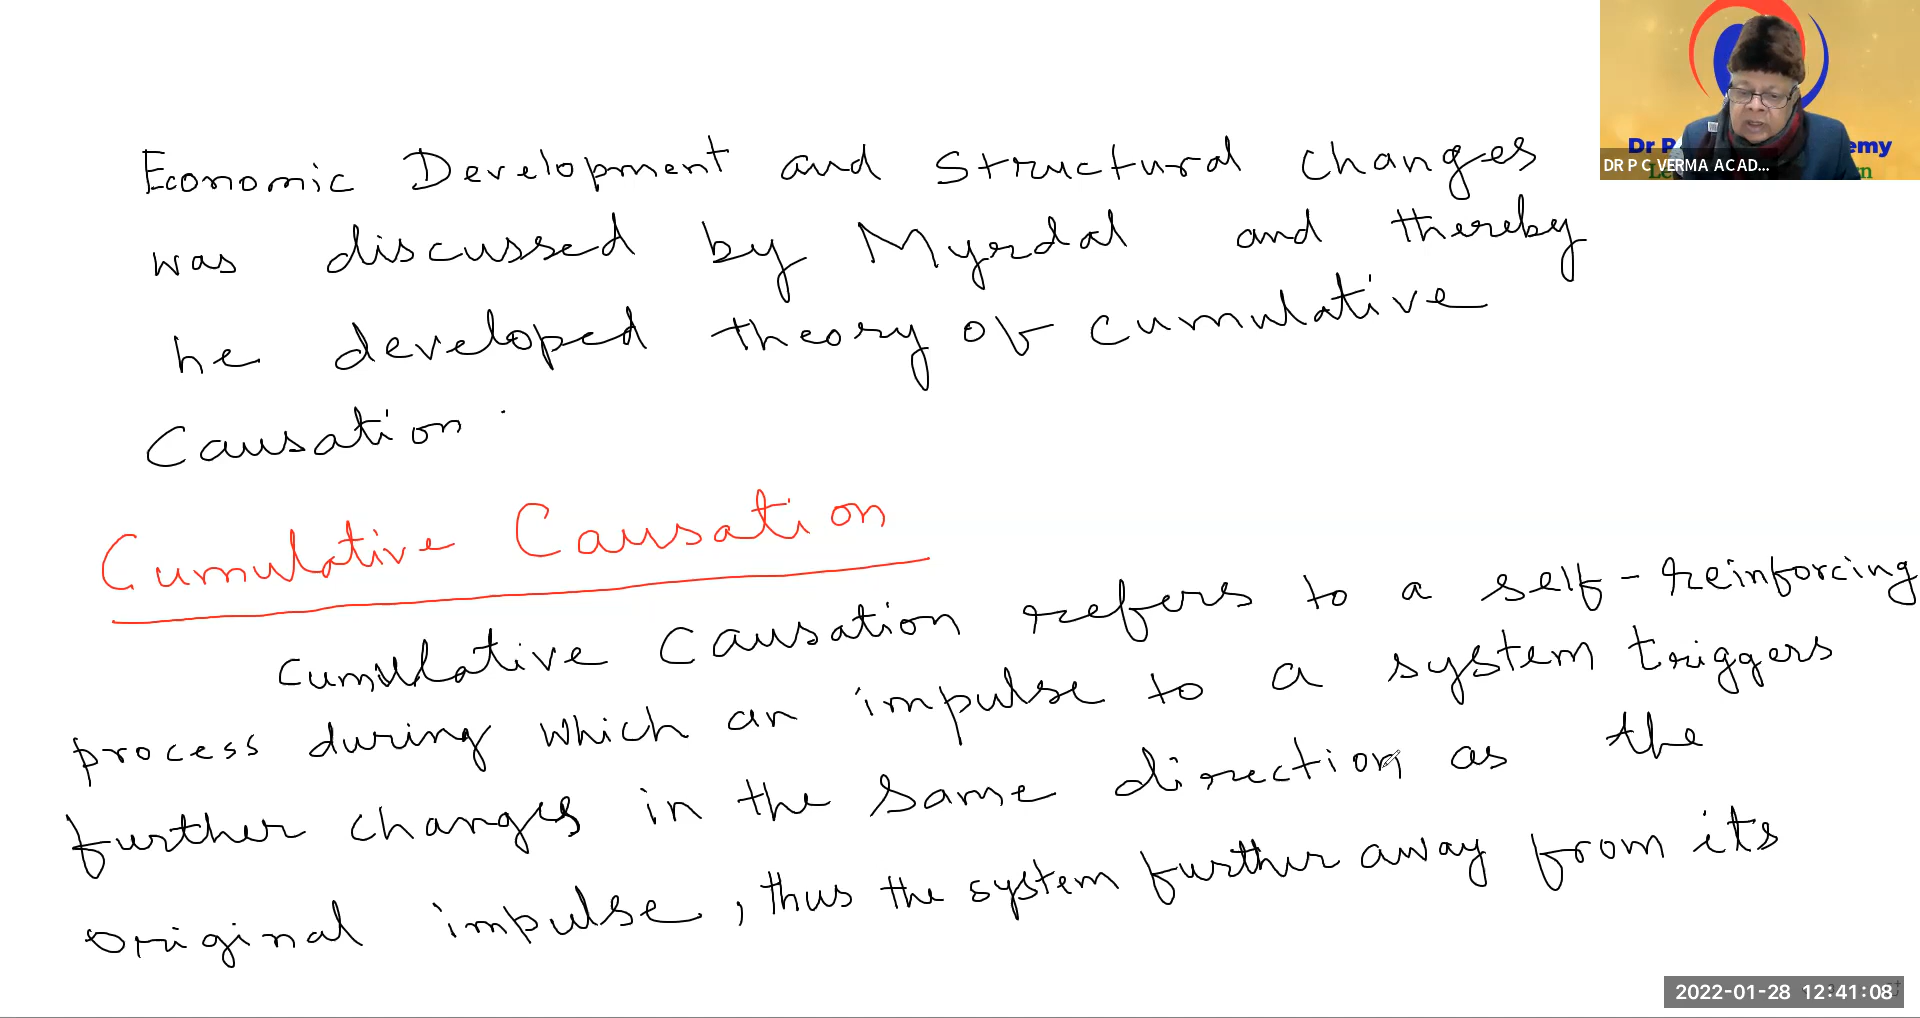 Economic Development and structural changes
was discussed by Myrdal and thereby
he developed theory of cumulative
Causation.
Cumulative Causation
cumulative causation refers to a self-reinforcing
process during which an impulse to a system triggers
further changes in the same direction as the
original impulse, thus the system further away from its
Dr P emy
DR P C VERMA ACAD...
2022-01-28 12:41:08